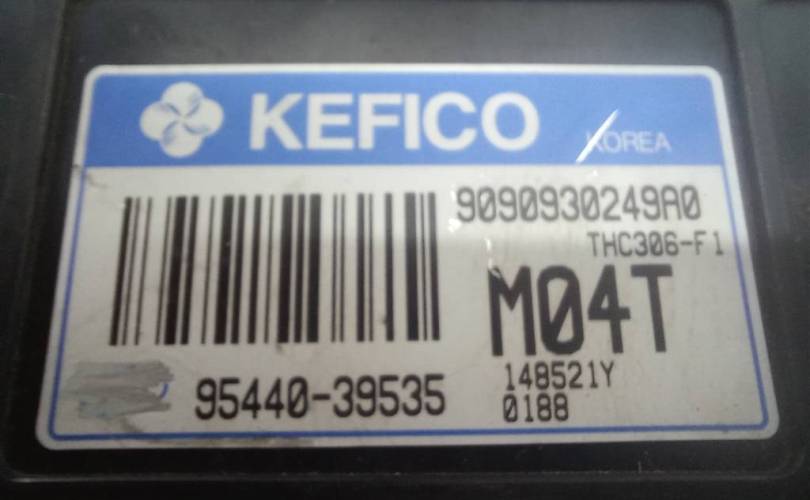 KEFICO
KOREA
9090930249A0
THC306-F1
M04T
95440-39535
148521Y
0188